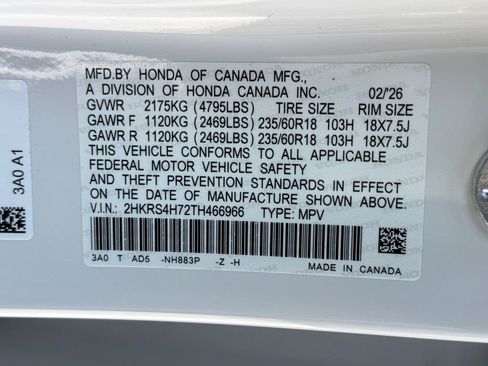 MFD.BY HONDA OF CANADA MFG.,
A DIVISION OF HONDA CANADA INC. 02/'26
GVWR 2175KG (4795LBS) TIRE SIZE RIM SIZE
GAWR F 1120KG (2469LBS) 235/60R18 103H 18X7.5J
GAWR R 1120KG (2469LBS) 235/60R18 103H 18X7.5J
THIS VEHICLE CONFORMS TO ALL APPLICABLE
FEDERAL MOTOR VEHICLE SAFETY
AND THEFT PREVENTION STANDARDS IN EFFECT
ON THE DATE OF MANUFACTURE SHOWN ABOVE.
V.I.N.: 2HKRS4H72TH466966 TYPE: MPV
3A0 T AD5 -NH883P -Z -H MADE IN CANADA
3A0 A1